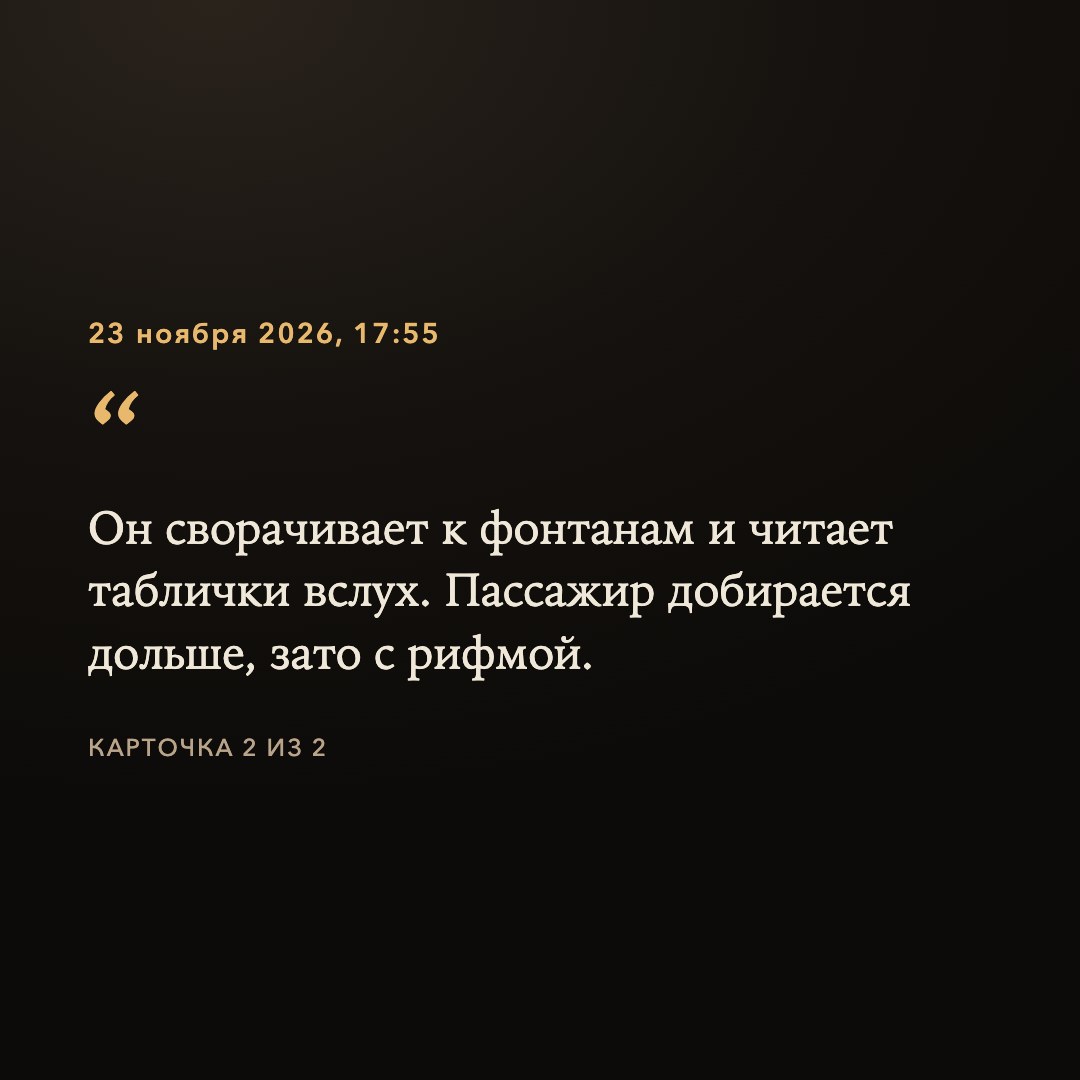 23 ноября 2026, 17:55
“
Он сворачивает к фонтанам и читает
таблички вслух. Пассажир добирается
дольше, зато с рифмой.
КАРТОЧКА 2 ИЗ 2